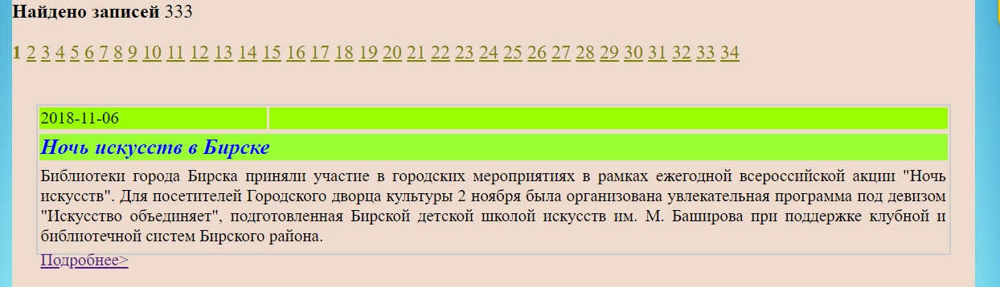 Найдено записей 333
1 2 3 4 5 6 7 8 9 10 11 12 13 14 15 16 17 18 19 20 21 22 23 24 25 26 27 28 29 30 31 32 33 34
2018-11-06
Ночь искусств в Бирске
Библиотеки города Бирска приняли участие в городских мероприятиях в рамках ежегодной всероссийской акции "Ночь
искусств". Для посетителей Городского дворца культуры 2 ноября была организована увлекательная программа под девизом
"Искусство объединяет", подготовленная Бирской детской школой искусств им. М. Баширова при поддержке клубной и
библиотечной систем Бирского района.
Подробнее>